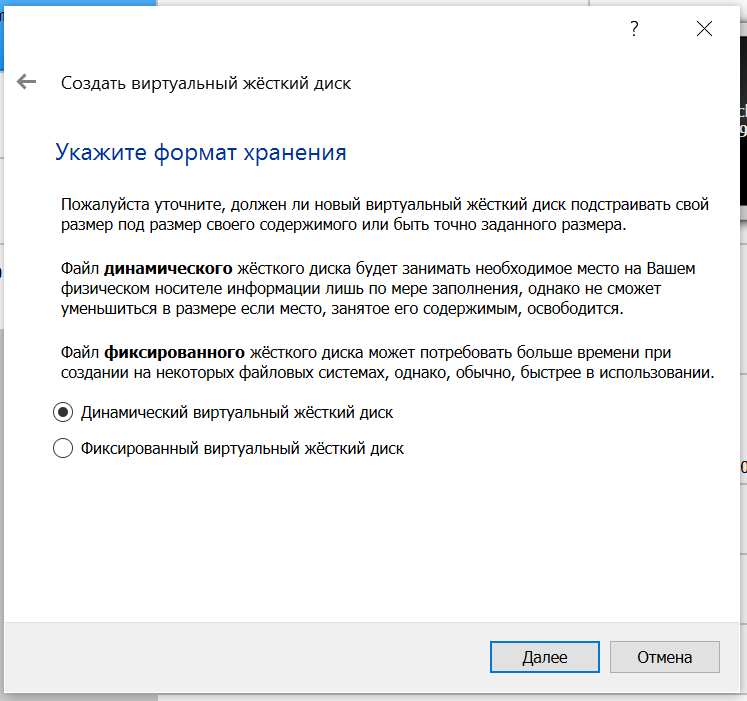 ?
Создать виртуальный жёсткий диск
Укажите формат хранения
Пожалуйста уточните, должен ли новый виртуальный жёсткий диск подстраивать свой
размер под размер своего содержимого или быть точно заданного размера.
Файл динамического жёсткого диска будет занимать необходимое место на Вашем
физическом носителе информации лишь по мере заполнения, однако не сможет
уменьшиться в размере если место, занятое его содержимым, освободится.
Файл фиксированного жёсткого диска может потребовать больше времени при
создании на некоторых файловых системах, однако, обычно, быстрее в использовании.
Динамический виртуальный жёсткий диск
Фиксированный виртуальный жёсткий диск
Далее
Отмена